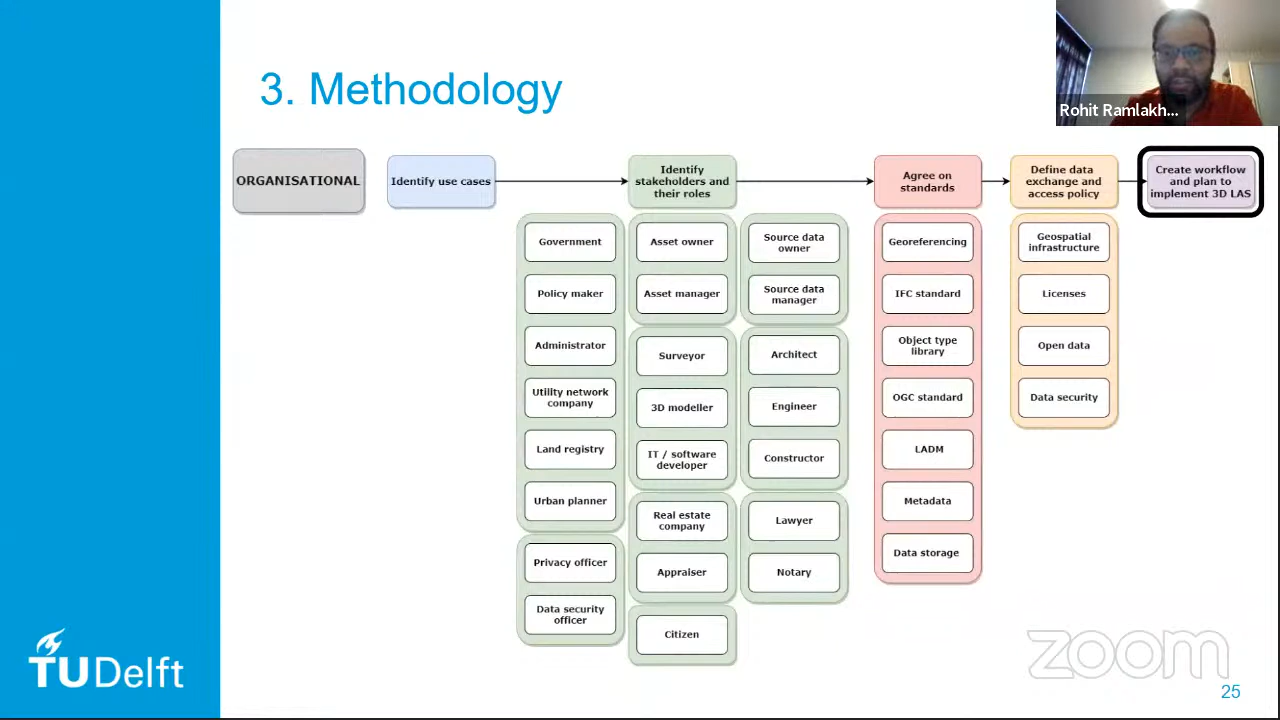 3. Methodology
Rohit Ramlakh...
ORGANISATIONAL
Identify use cases
Identify
stakeholders and
their roles
Agree on
standards
Define data
exchange and
access policy
Create workflow
and plan to
implement 3D LAS
Government
Policy maker
Administrator
Utility network
company
Land registry
Urban planner
Privacy officer
Data security
officer
Asset owner
Asset manager
Surveyor
3D modeller
IT / software
developer
Real estate
company
Appraiser
Citizen
Source data
owner
Source data
manager
Architect
Engineer
Constructor
Lawyer
Notary
Georeferencing
IFC standard
Object type
library
OGC standard
LADM
Metadata
Data storage
Geospatial
infrastructure
Licenses
Open data
Data security
TUDelft
zoom
25